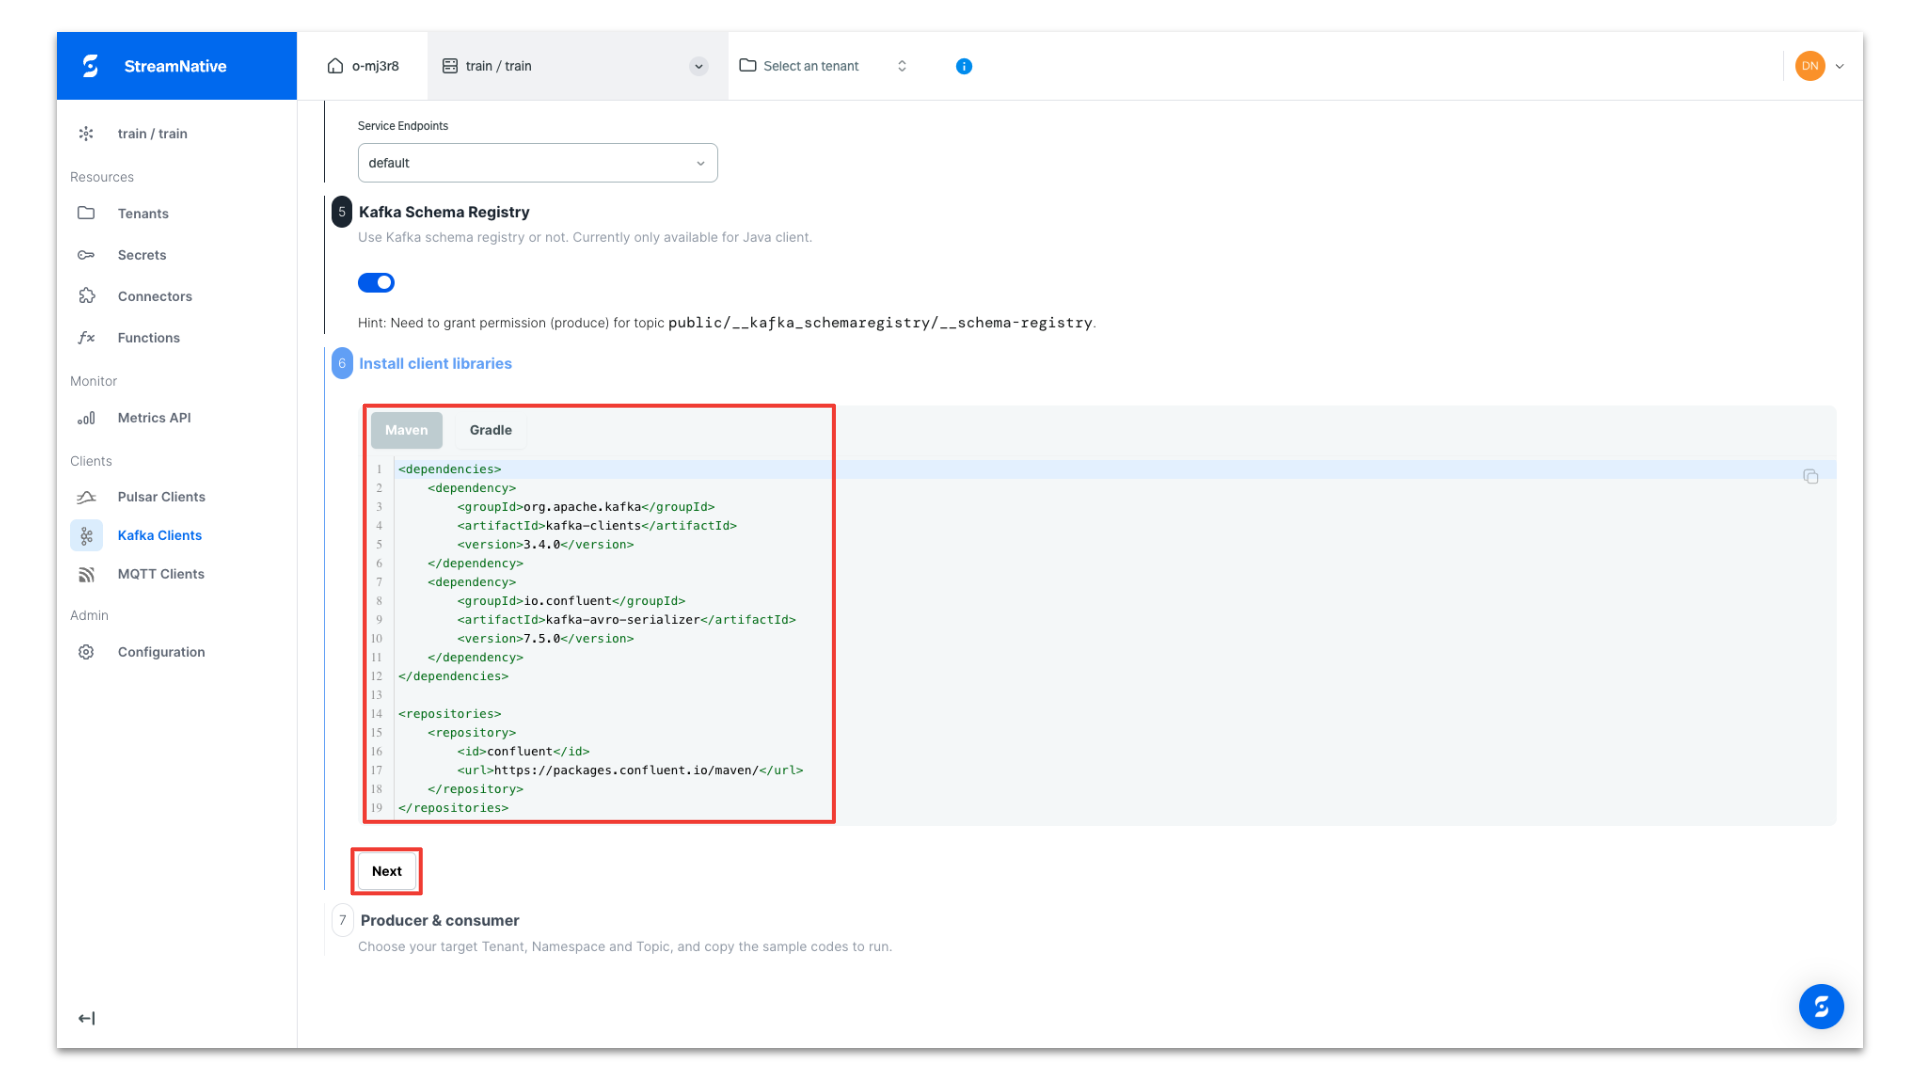 StreamNative
o-mj3r8
train / train
Select an tenant
DN
train / train
Resources
Tenants
Secrets
Connectors
Functions
Monitor
Metrics API
Clients
Pulsar Clients
Kafka Clients
MQTT Clients
Admin
Configuration
Service Endpoints
default
5 Kafka Schema Registry
Use Kafka schema registry or not. Currently only available for Java client.
Hint: Need to grant permission (produce) for topic public/__kafka_schemaregistry/__schema-registry.
6 Install client libraries
Maven Gradle
1 <dependencies>
2     <dependency>
3         <groupId>org.apache.kafka</groupId>
4         <artifactId>kafka-clients</artifactId>
5         <version>3.4.0</version>
6     </dependency>
7     <dependency>
8         <groupId>io.confluent</groupId>
9         <artifactId>kafka-avro-serializer</artifactId>
10         <version>7.5.0</version>
11     </dependency>
12 </dependencies>
13
14 <repositories>
15     <repository>
16         <id>confluent</id>
17         <url>https://packages.confluent.io/maven/</url>
18     </repository>
19 </repositories>
Next
7 Producer & consumer
Choose your target Tenant, Namespace and Topic, and copy the sample codes to run.